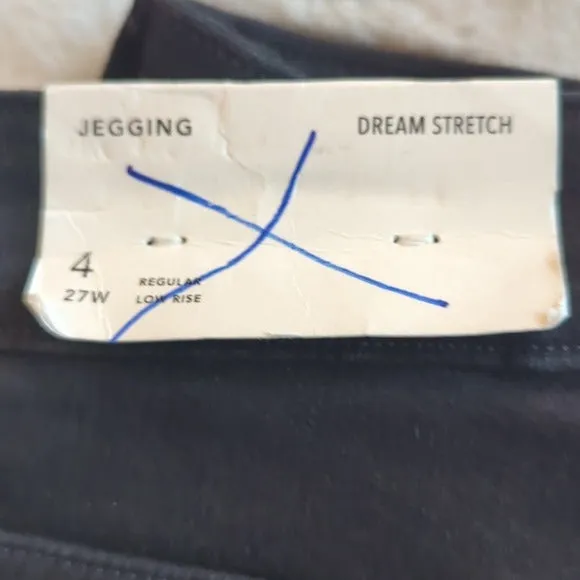 JEGGING DREAM STRETCH
4
27W
REGULAR
LOW RISE